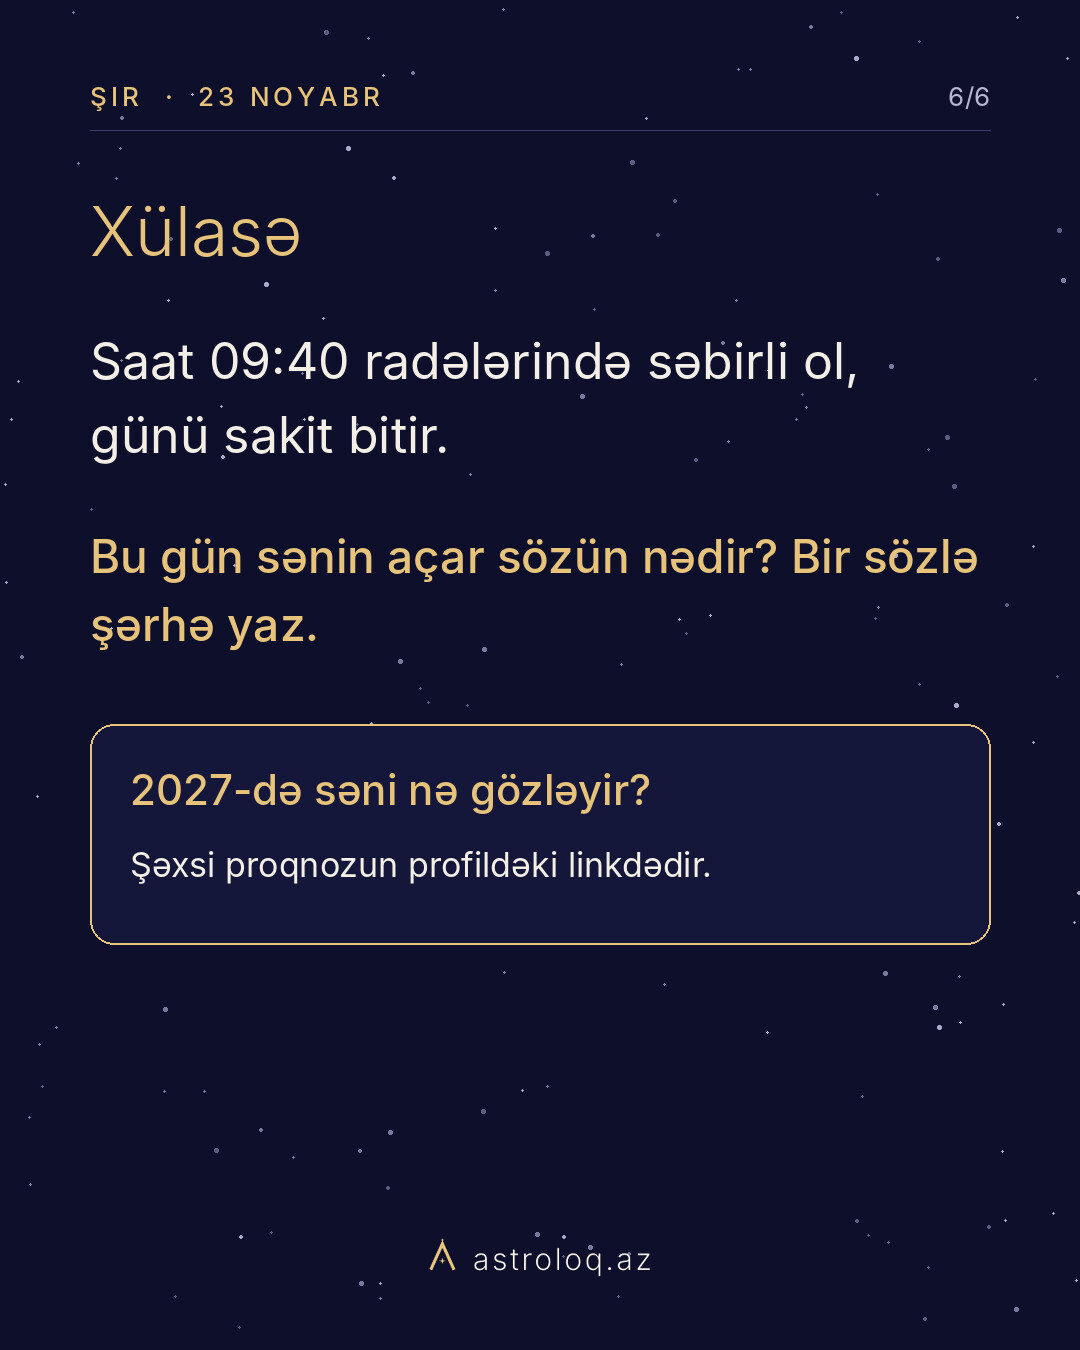 ŞIR · 23 NOYABR
6/6
Xülasə
Saat 09:40 radələrində səbirli ol,
günü sakit bitir.
Bu gün sənin açar sözün nədir? Bir sözlə
şərhə yaz.
2027-də səni nə gözləyir?
Şəxsi proqnozun profildəki linkdədir.
astroloq.az